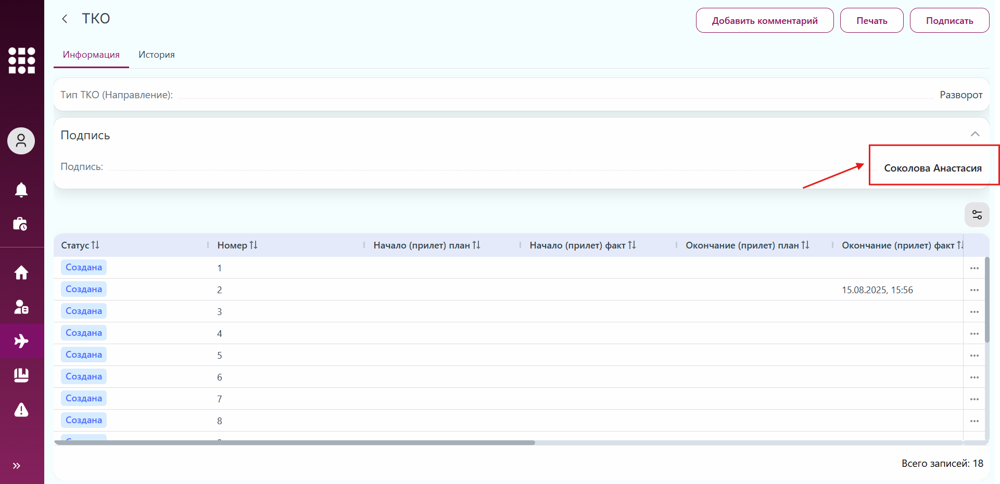 ТКО
Добавить комментарий
Печать
Подписать
Информация
История
Тип ТКО (Направление):
Разворот
Подпись
Подпись:
Соколова Анастасия
Статус
Номер
Начало (прилет) план
Начало (прилет) факт
Окончание (прилет) план
Окончание (прилет) факт
Создана 1
Создана 2 15.08.2025, 15:56
Создана 3
Создана 4
Создана 5
Создана 6
Создана 7
Создана 8
Всего записей: 18